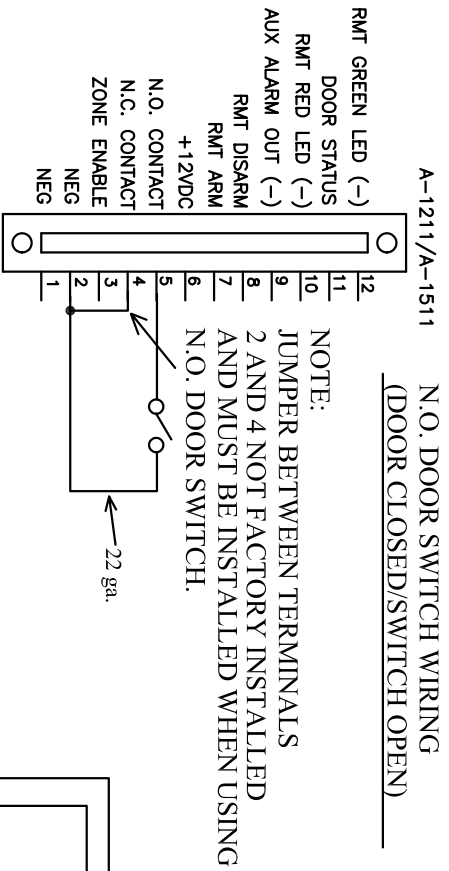 A-1211/A-1511
N.O. DOOR SWITCH WIRING
(DOOR CLOSED/SWITCH OPEN)
RMT GREEN LED (-) 12
DOOR STATUS 11
RMT RED LED (-) 10
AUX ALARM OUT (-) 9
RMT DISARM 8
RMT ARM 7
+12VDC 6
N.O. CONTACT 5
N.C. CONTACT 4
ZONE ENABLE 3
NEG 2
NEG 1
NOTE:
JUMPER BETWEEN TERMINALS
2 AND 4 NOT FACTORY INSTALLED
AND MUST BE INSTALLED WHEN USING
N.O. DOOR SWITCH.
22 ga.